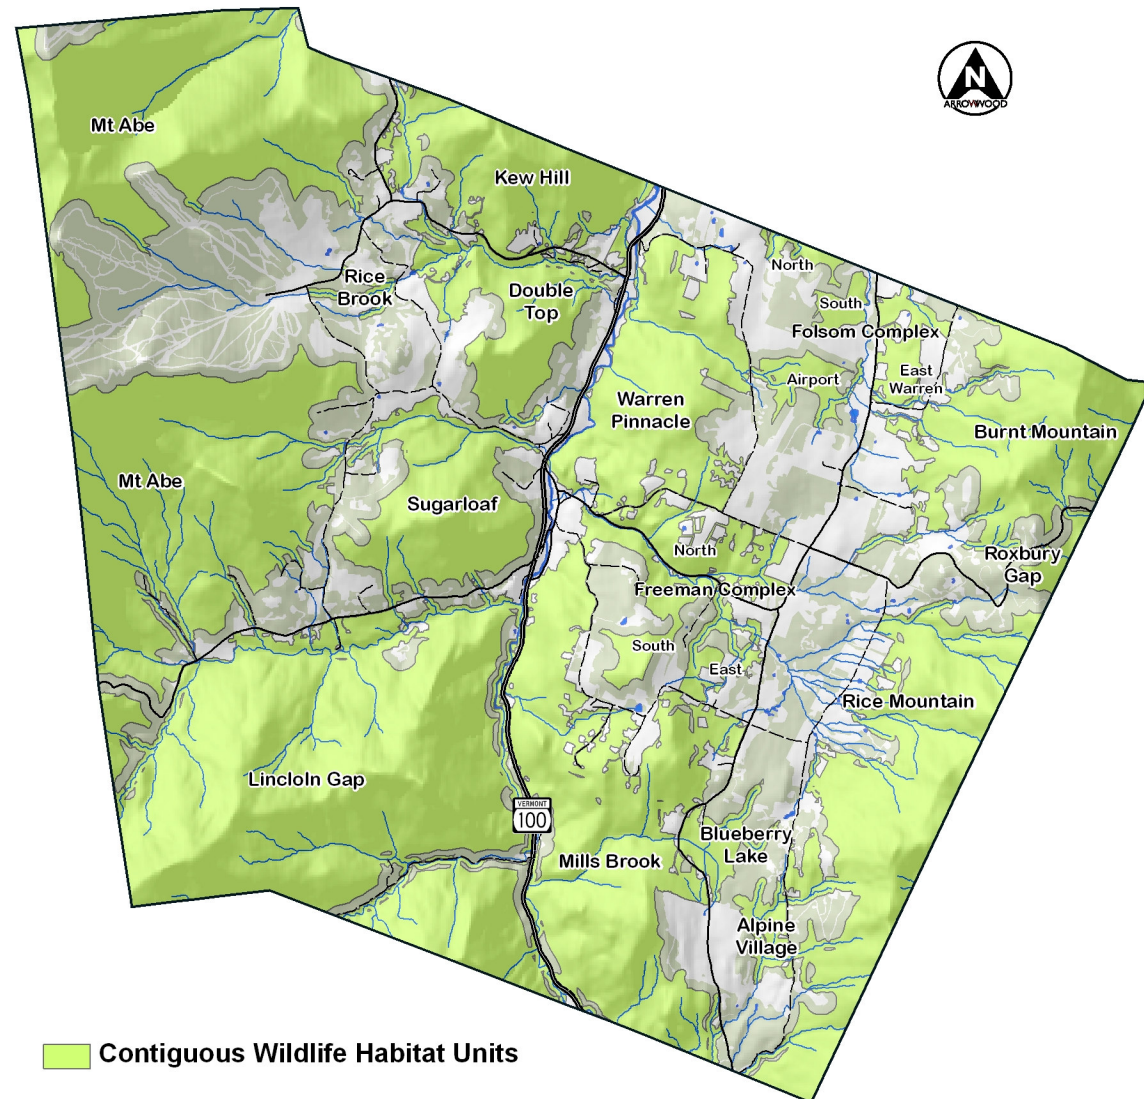 N
ARROWWOOD
Mt Abe
Kew Hill
North
Rice
Brook
Double
Top
South
Folsom Complex
East
Warren
Airport
Warren
Pinnacle
Burnt Mountain
Mt Abe
Sugarloaf
North
Roxbury
Gap
Freeman Complex
South
East
Rice Mountain
Lincloln Gap
VERMONT
100
Blueberry
Lake
Mills Brook
Alpine
Village
Contiguous Wildlife Habitat Units